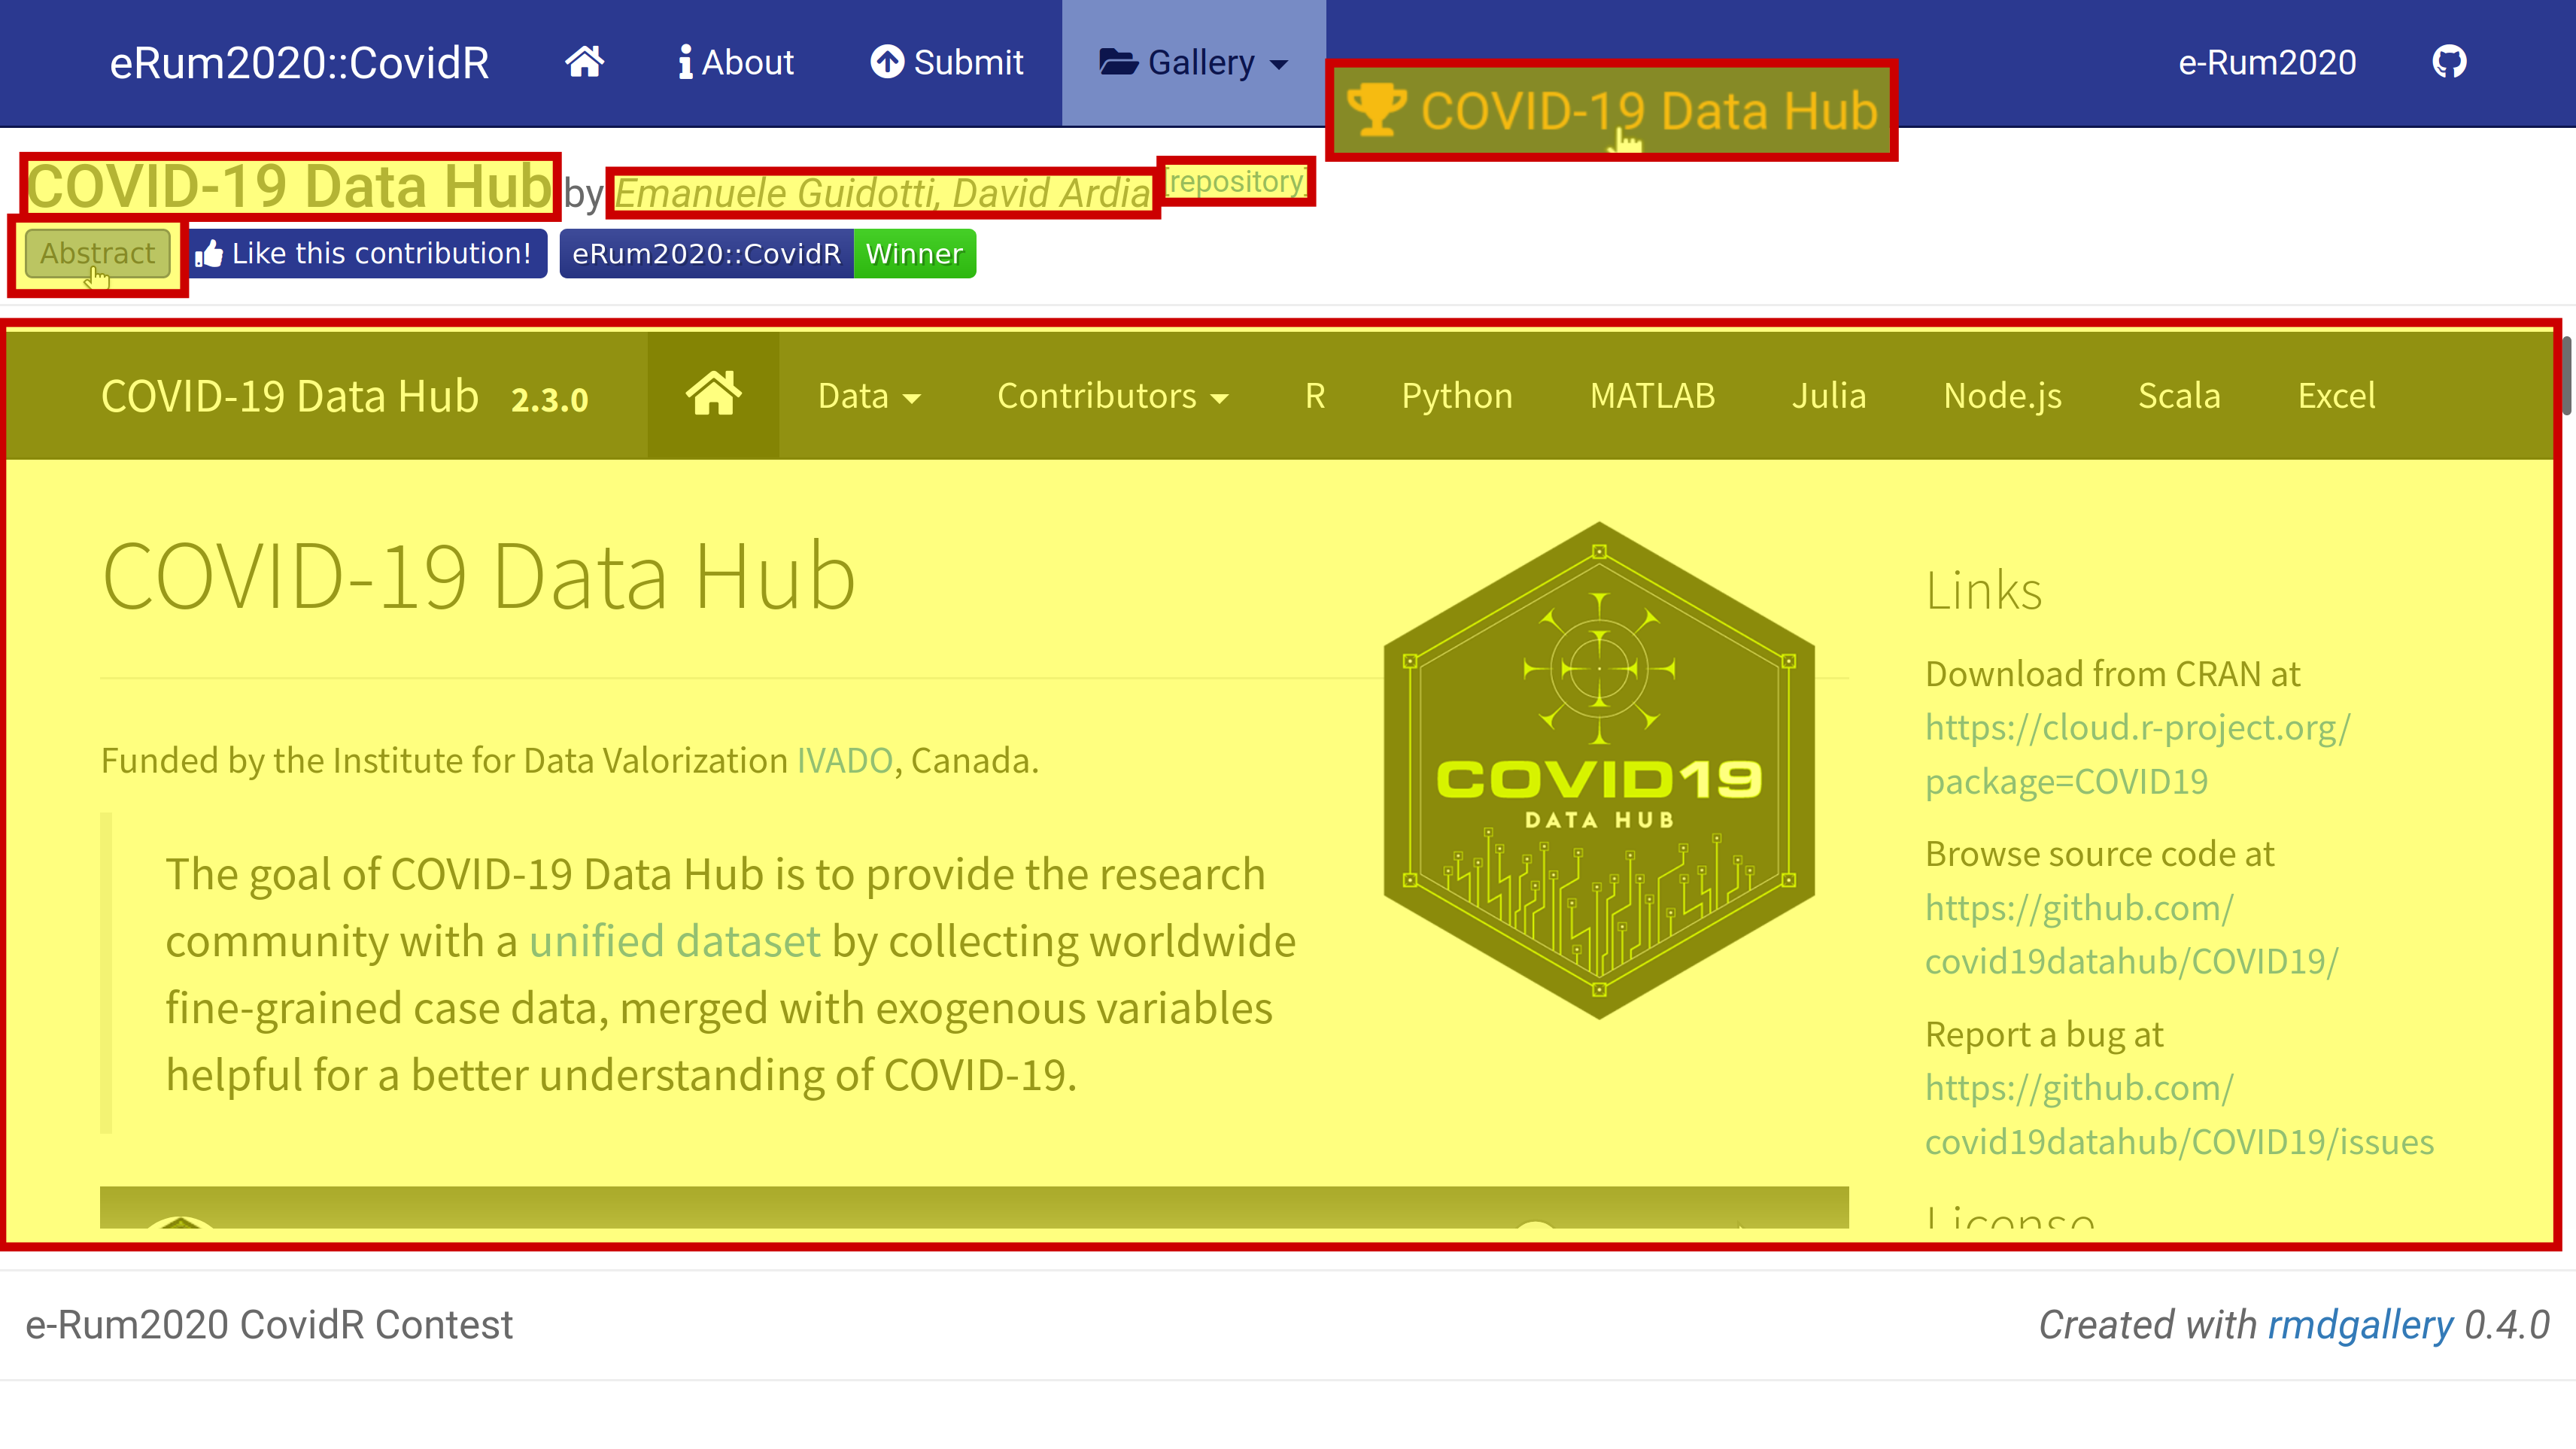 eRum2020::CovidR About Submit Gallery e-Rum2020
COVID-19 Data Hub
COVID-19 Data Hub by Emanuele Guidotti, David Ardia [repository]
Abstract Like this contribution! eRum2020::CovidR Winner
COVID-19 Data Hub 2.3.0 Data Contributors R Python MATLAB Julia Node.js Scala Excel
COVID-19 Data Hub
Funded by the Institute for Data Valorization IVADO, Canada.
The goal of COVID-19 Data Hub is to provide the research
community with a unified dataset by collecting worldwide
fine-grained case data, merged with exogenous variables
helpful for a better understanding of COVID-19.
COVID19
DATA HUB
Links
Download from CRAN at
https://cloud.r-project.org/
package=COVID19
Browse source code at
https://github.com/
covid19datahub/COVID19/
Report a bug at
https://github.com/
covid19datahub/COVID19/issues
License
e-Rum2020 CovidR Contest
Created with rmdgallery 0.4.0